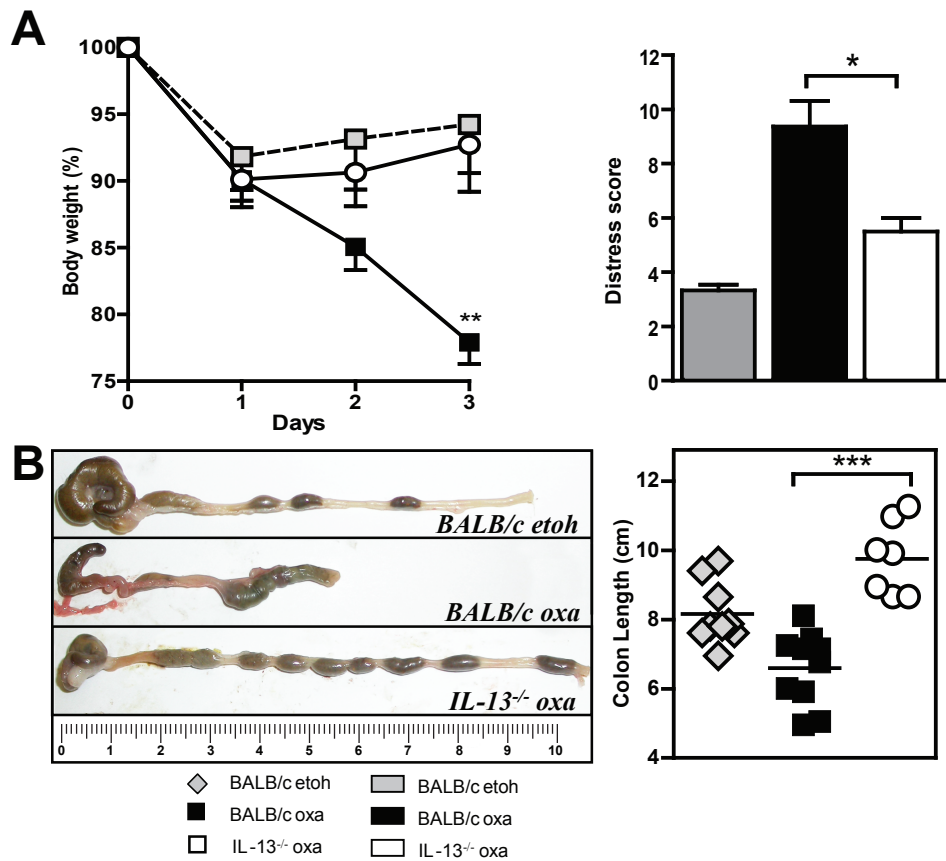 A
Body weight (%)
100
95
90
85
80
75
0
1
2
3
Days
**
Distress score
12
10
8
6
4
2
0
*
B
BALB/c etoh
BALB/c oxa
IL-13-/- oxa
0 1 2 3 4 5 6 7 8 9 10
Colon Length (cm)
12
10
8
6
4
***
BALB/c etoh
BALB/c oxa
IL-13-/- oxa
BALB/c etoh
BALB/c oxa
IL-13-/- oxa